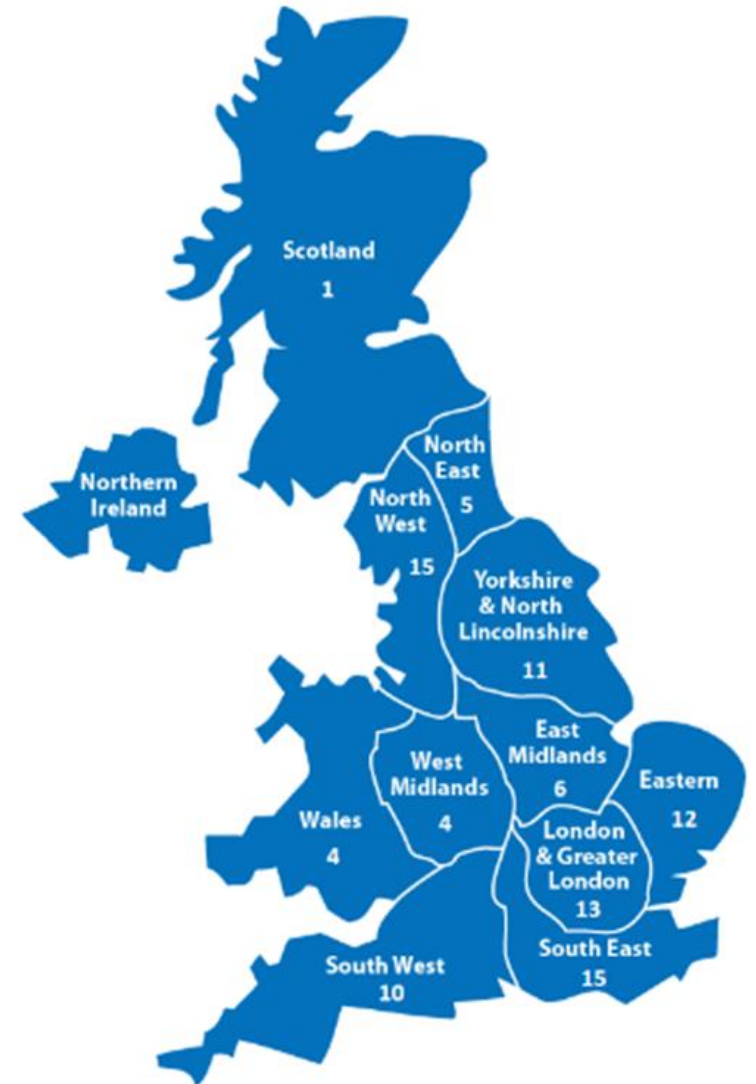 Scotland
1
North
East
5
Northern
Ireland
North
West
15
Yorkshire
& North
Lincolnshire
11
East
Midlands
6
West
Midlands
4
Eastern
12
Wales
4
London
& Greater
London
13
South East
15
South West
10